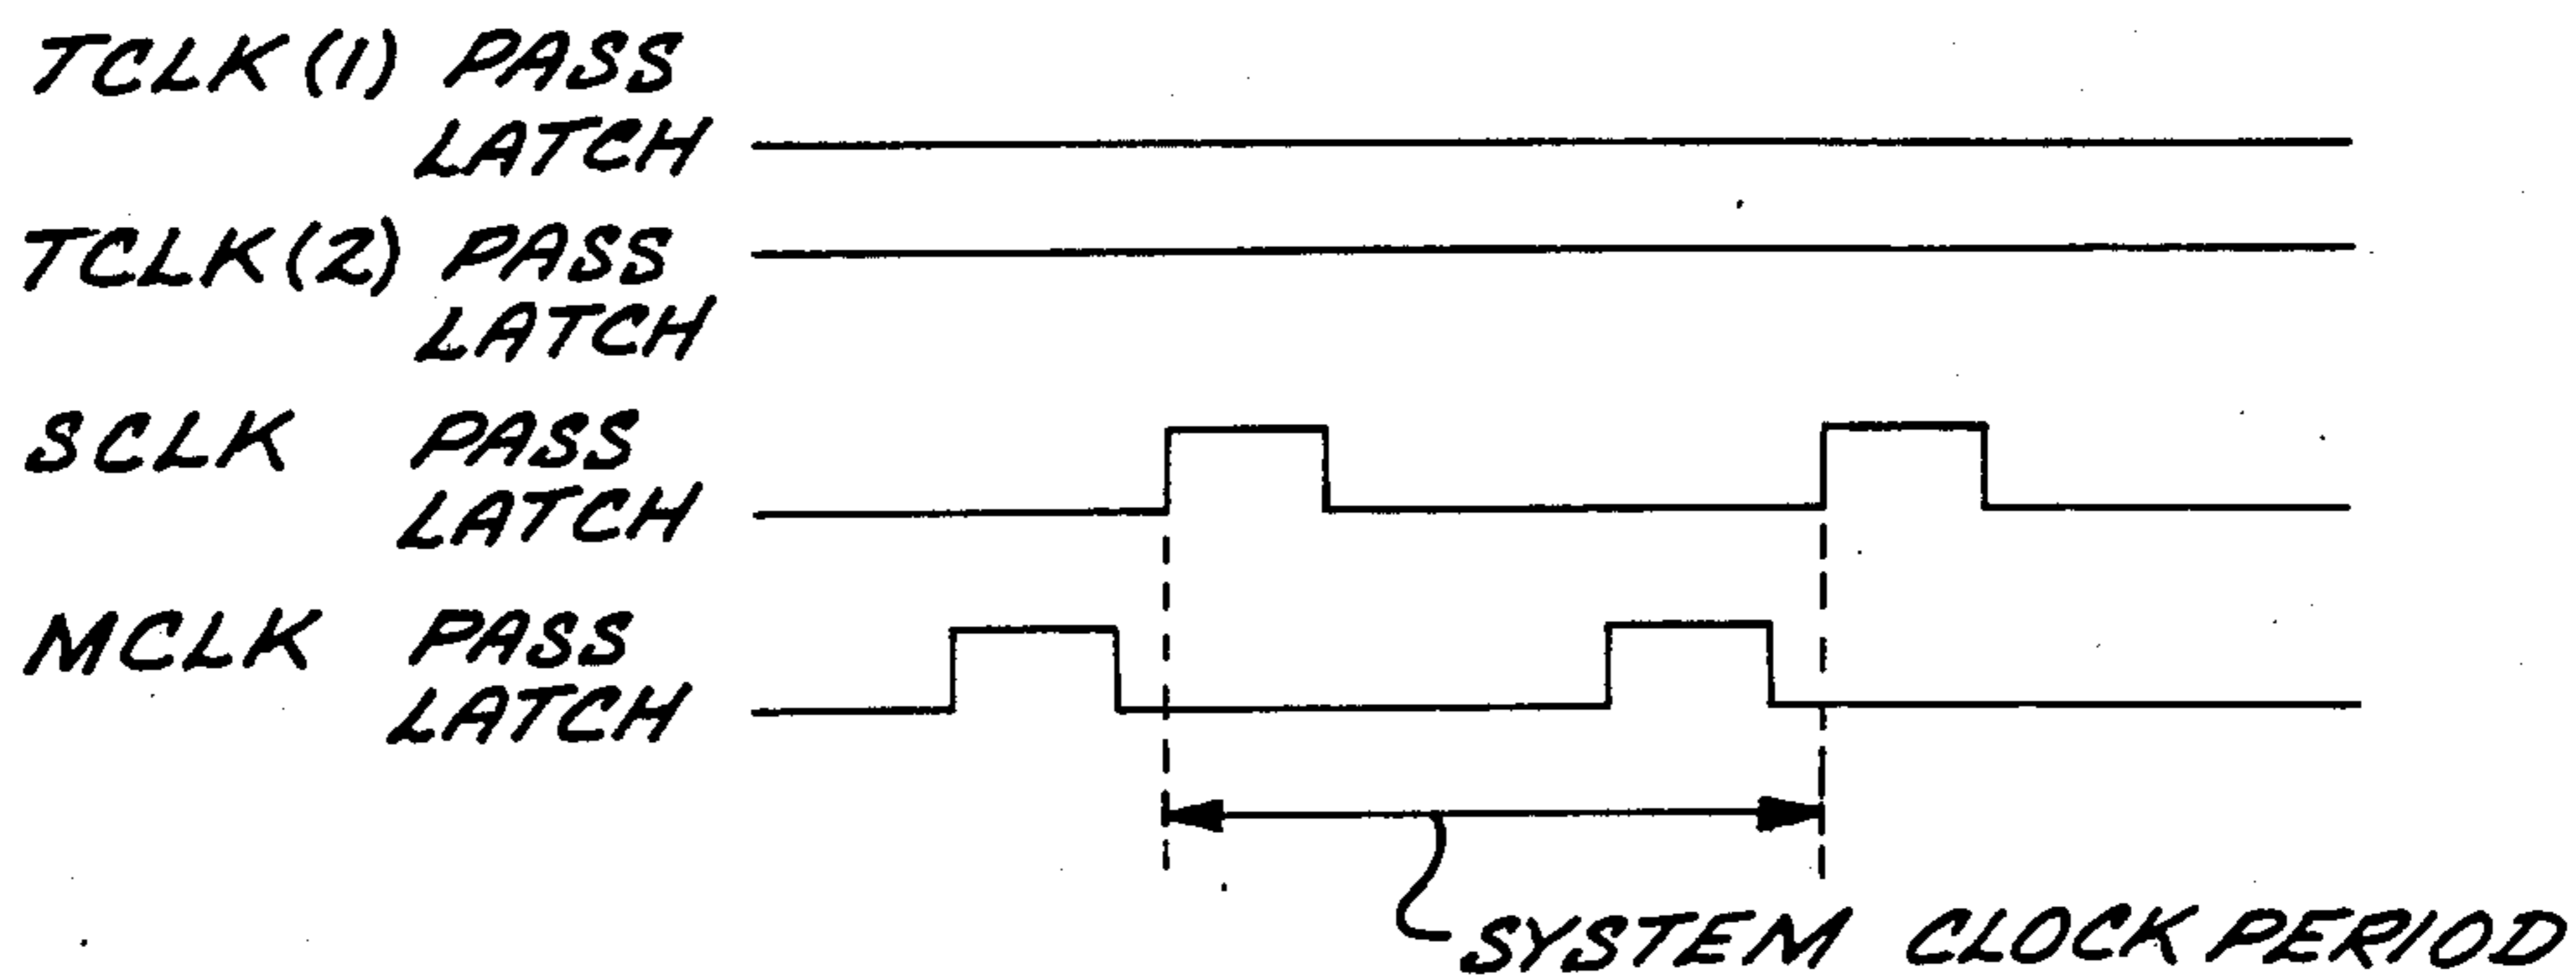 TCLK(1) PASS
LATCH
TCLK(2) PASS
LATCH
SCLK PASS
LATCH
MCLK PASS
LATCH
SYSTEM CLOCK PERIOD